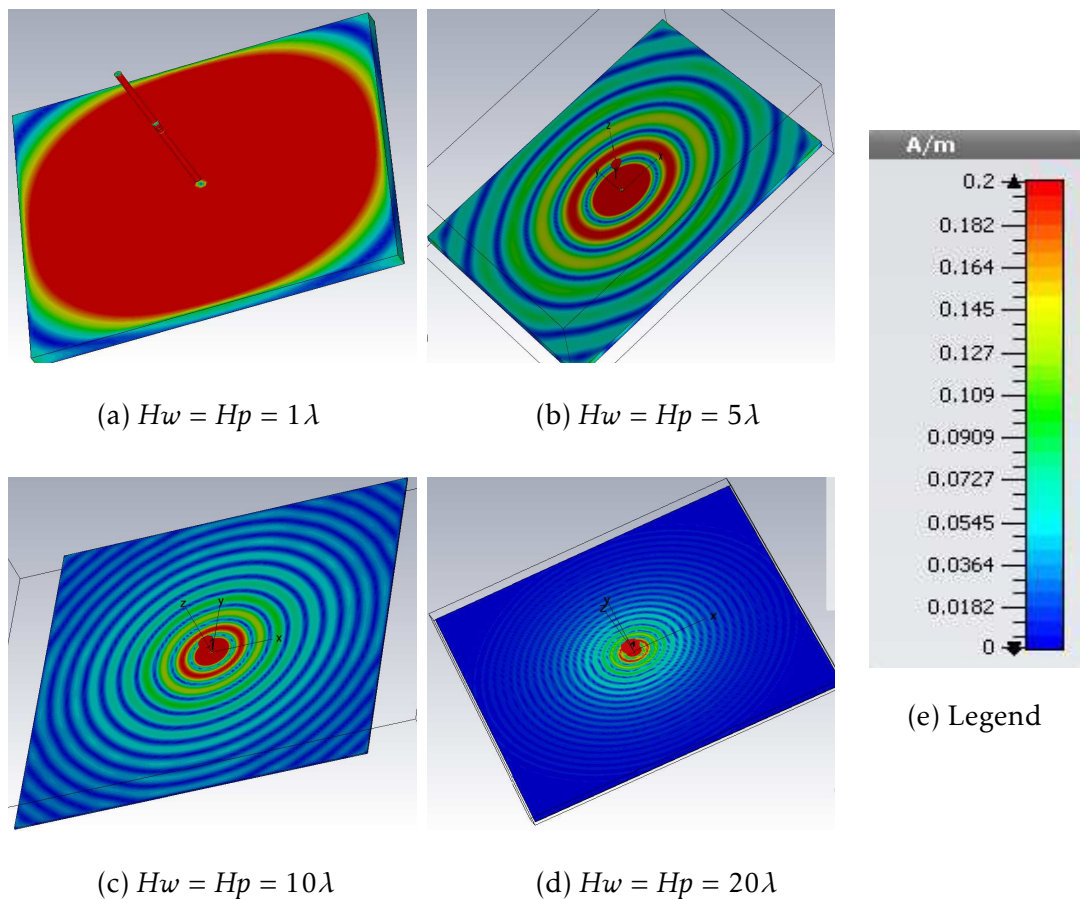 z
x
y
(a) Hw = Hp = 1λ
(b) Hw = Hp = 5λ
z
y
x
y
z
x
(c) Hw = Hp = 10λ
(d) Hw = Hp = 20λ
A/m
0.2
0.182
0.164
0.145
0.127
0.109
0.0909
0.0727
0.0545
0.0364
0.0182
0
(e) Legend